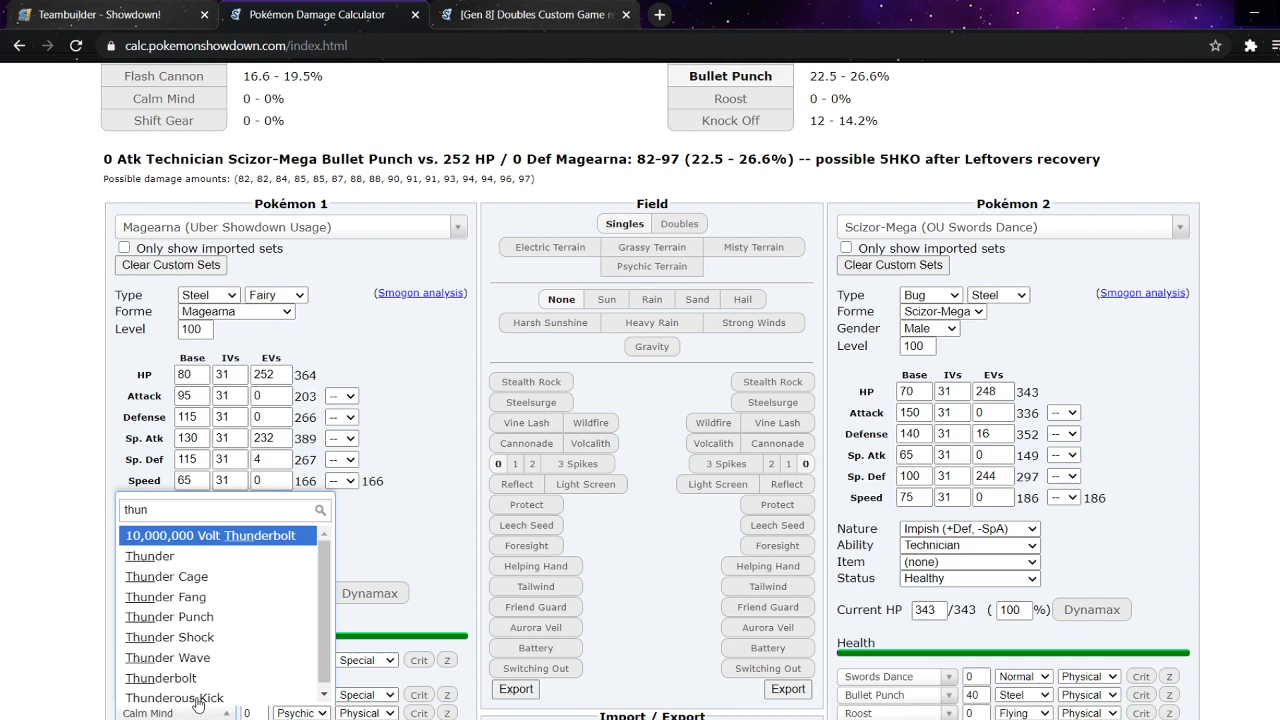 Teambuilder - Showdown!
Pokémon Damage Calculator
[Gen 8] Doubles Custom Game re
calc.pokemonshowdown.com/index.html
Flash Cannon 16.6 - 19.5%
Bullet Punch 22.5 - 26.6%
Calm Mind 0 - 0%
Roost 0 - 0%
Shift Gear 0 - 0%
Knock Off 12 - 14.2%
0 Atk Technician Scizor-Mega Bullet Punch vs. 252 HP / 0 Def Magearna: 82-97 (22.5 - 26.6%) -- possible 5HKO after Leftovers recovery
Possible damage amounts: (82, 82, 84, 85, 85, 87, 88, 88, 90, 91, 91, 93, 94, 94, 96, 97)
Pokémon 1
Magearna (Uber Showdown Usage)
Only show imported sets
Clear Custom Sets
Type Steel Fairy (Smogon analysis)
Forme Magearna
Level 100
Base IVs EVs
HP 80 31 252 364
Attack 95 31 0 203 --
Defense 115 31 0 266 --
Sp. Atk 130 31 232 389 --
Sp. Def 115 31 4 267 --
Speed 65 31 0 166 -- 166
thun
10,000,000 Volt Thunderbolt
Thunder
Thunder Cage
Thunder Fang
Thunder Punch
Thunder Shock
Thunder Wave
Thunderbolt
Thunderous Kick
Dynamax
Special Crit Z
Special Crit Z
Calm Mind 0 Psychic Physical Crit Z
Field
Singles Doubles
Electric Terrain Grassy Terrain Misty Terrain
Psychic Terrain
None Sun Rain Sand Hail
Harsh Sunshine Heavy Rain Strong Winds
Gravity
Stealth Rock Stealth Rock
Steelsurge Steelsurge
Vine Lash Wildfire Wildfire Vine Lash
Cannonade Volcalith Volcalith Cannonade
0 1 2 3 Spikes 3 Spikes 2 1 0
Reflect Light Screen Light Screen Reflect
Protect Protect
Leech Seed Leech Seed
Foresight Foresight
Helping Hand Helping Hand
Tailwind Tailwind
Friend Guard Friend Guard
Aurora Veil Aurora Veil
Battery Battery
Switching Out Switching Out
Export Export
Import / Export
Pokémon 2
Scizor-Mega (OU Swords Dance)
Only show imported sets
Clear Custom Sets
Type Bug Steel (Smogon analysis)
Forme Scizor-Mega
Gender Male
Level 100
Base IVs EVs
HP 70 31 248 343
Attack 150 31 0 336 --
Defense 140 31 16 352 --
Sp. Atk 65 31 0 149 --
Sp. Def 100 31 244 297 --
Speed 75 31 0 186 -- 186
Nature Impish (+Def, -SpA)
Ability Technician
Item (none)
Status Healthy
Current HP 343 /343 ( 100 %) Dynamax
Health
Swords Dance 0 Normal Physical Crit Z
Bullet Punch 40 Steel Physical Crit Z
Roost 0 Flying Physical Crit Z